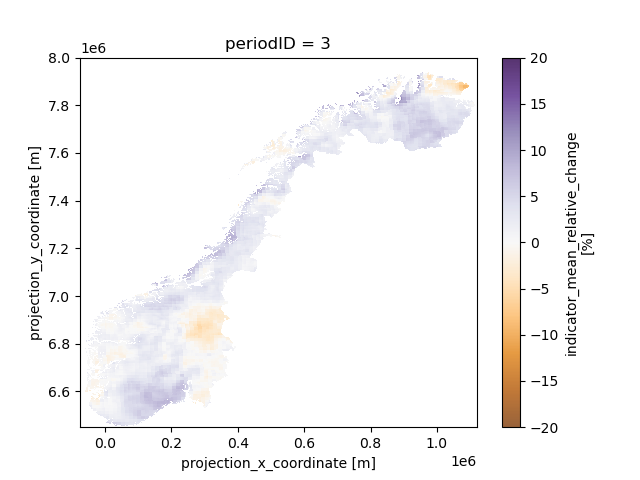 periodID = 3
1e6
8.0
7.8
7.6
7.4
7.2
7.0
6.8
6.6
projection_y_coordinate [m]
0.0 0.2 0.4 0.6 0.8 1.0
1e6
projection_x_coordinate [m]
20
15
10
5
0
−5
−10
−15
−20
indicator_mean_relative_change
[%]